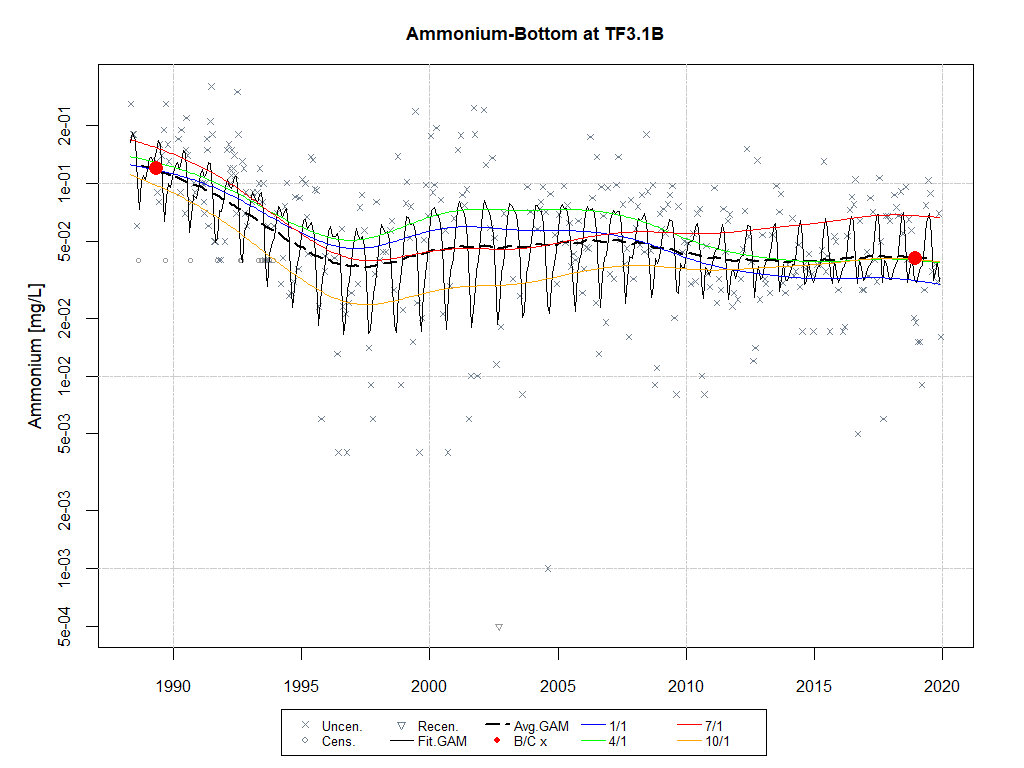 Ammonium-Bottom at TF3.1B
Ammonium [mg/L]
2e-01
1e-01
5e-02
2e-02
1e-02
5e-03
2e-03
1e-03
5e-04
1990 1995 2000 2005 2010 2015 2020
Uncen. Recen. Avg.GAM 1/1 7/1
Cens. Fit.GAM B/C x 4/1 10/1